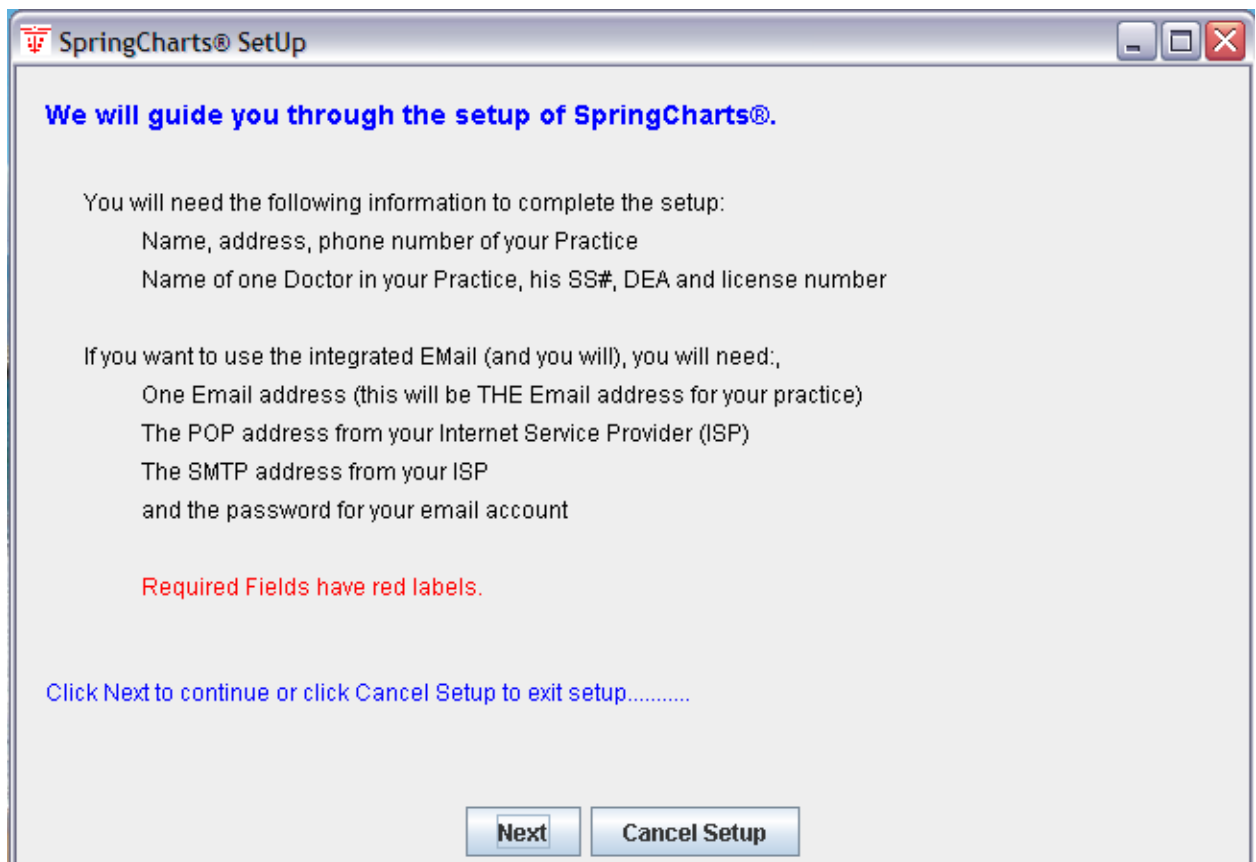 SpringCharts® SetUp
We will guide you through the setup of SpringCharts®.
You will need the following information to complete the setup:
Name, address, phone number of your Practice
Name of one Doctor in your Practice, his SS#, DEA and license number
If you want to use the integrated EMail (and you will), you will need:,
One Email address (this will be THE Email address for your practice)
The POP address from your Internet Service Provider (ISP)
The SMTP address from your ISP
and the password for your email account
Required Fields have red labels.
Click Next to continue or click Cancel Setup to exit setup...........
Next Cancel Setup